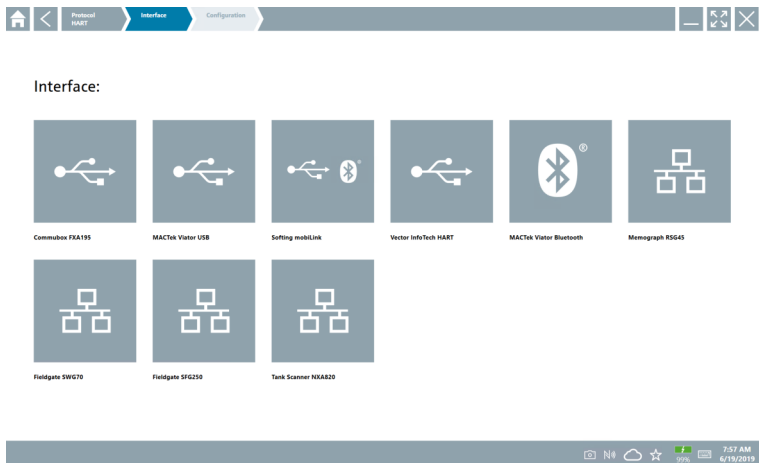 Protocol
HART
Interface
Configuration
Interface:
Commubox FXA195
MACTek Viator USB
Softing mobiLink
Vector InfoTech HART
MACTek Viator Bluetooth
Memograph RSG45
Fieldgate SWG70
Fieldgate SFG250
Tank Scanner NXA820
99%
7:57 AM
6/19/2019